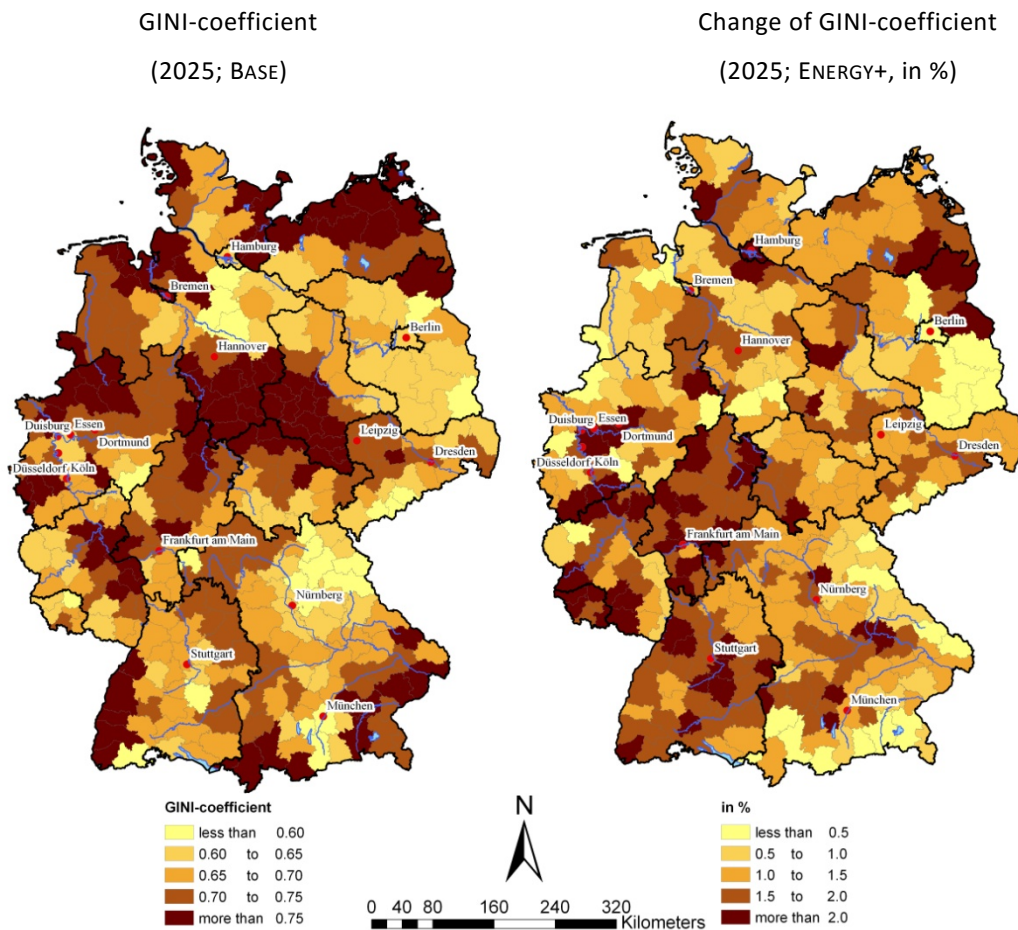 GINI-coefficient
(2025; BASE)
Change of GINI-coefficient
(2025; ENERGY+, in %)
Hamburg
Bremen
Berlin
Hannover
Duisburg Essen
Dortmund
Leipzig
Düsseldorf Köln
Dresden
Frankfurt am Main
Nürnberg
Stuttgart
München
Hamburg
Bremen
Berlin
Hannover
Duisburg Essen
Dortmund
Leipzig
Düsseldorf Köln
Dresden
Frankfurt am Main
Nürnberg
Stuttgart
München
GINI-coefficient
less than 0.60
0.60 to 0.65
0.65 to 0.70
0.70 to 0.75
more than 0.75
N
0 20 40 80 160 240 320
Kilometers
in %
less than 0.5
0.5 to 1.0
1.0 to 1.5
1.5 to 2.0
more than 2.0